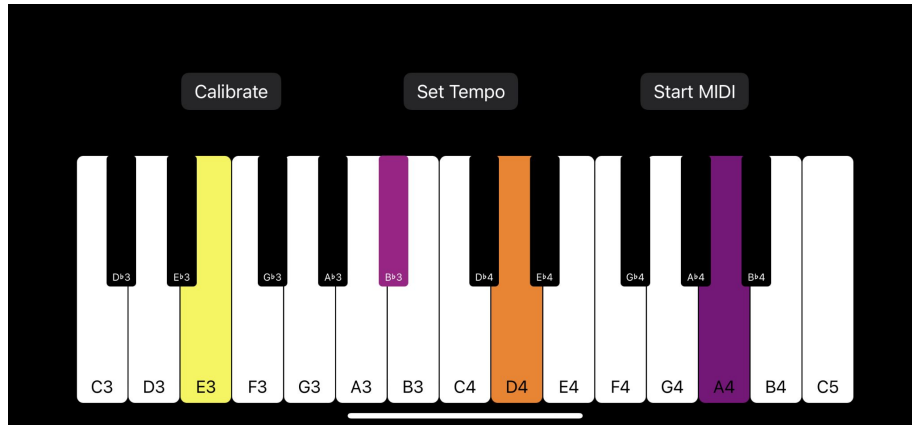 Calibrate Set Tempo Start MIDI
D♭3 E♭3 G♭3 A♭3 B♭3 D♭4 E♭4 G♭4 A♭4 B♭4
C3 D3 E3 F3 G3 A3 B3 C4 D4 E4 F4 G4 A4 B4 C5